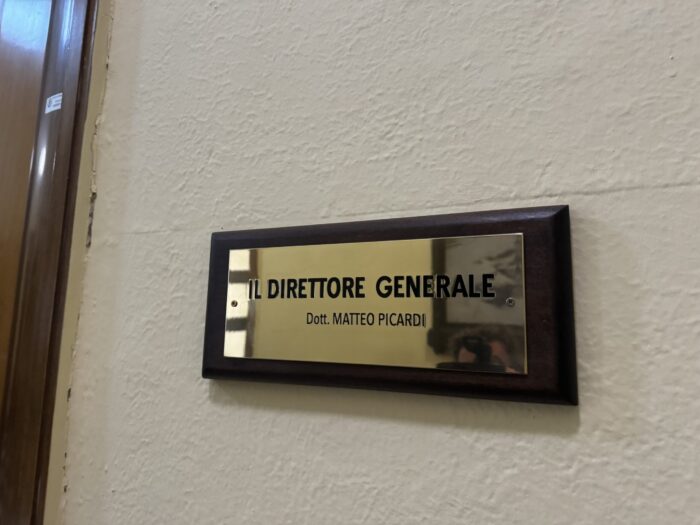 IL DIRETTORE GENERALE
Dott. MATTEO PICARDI